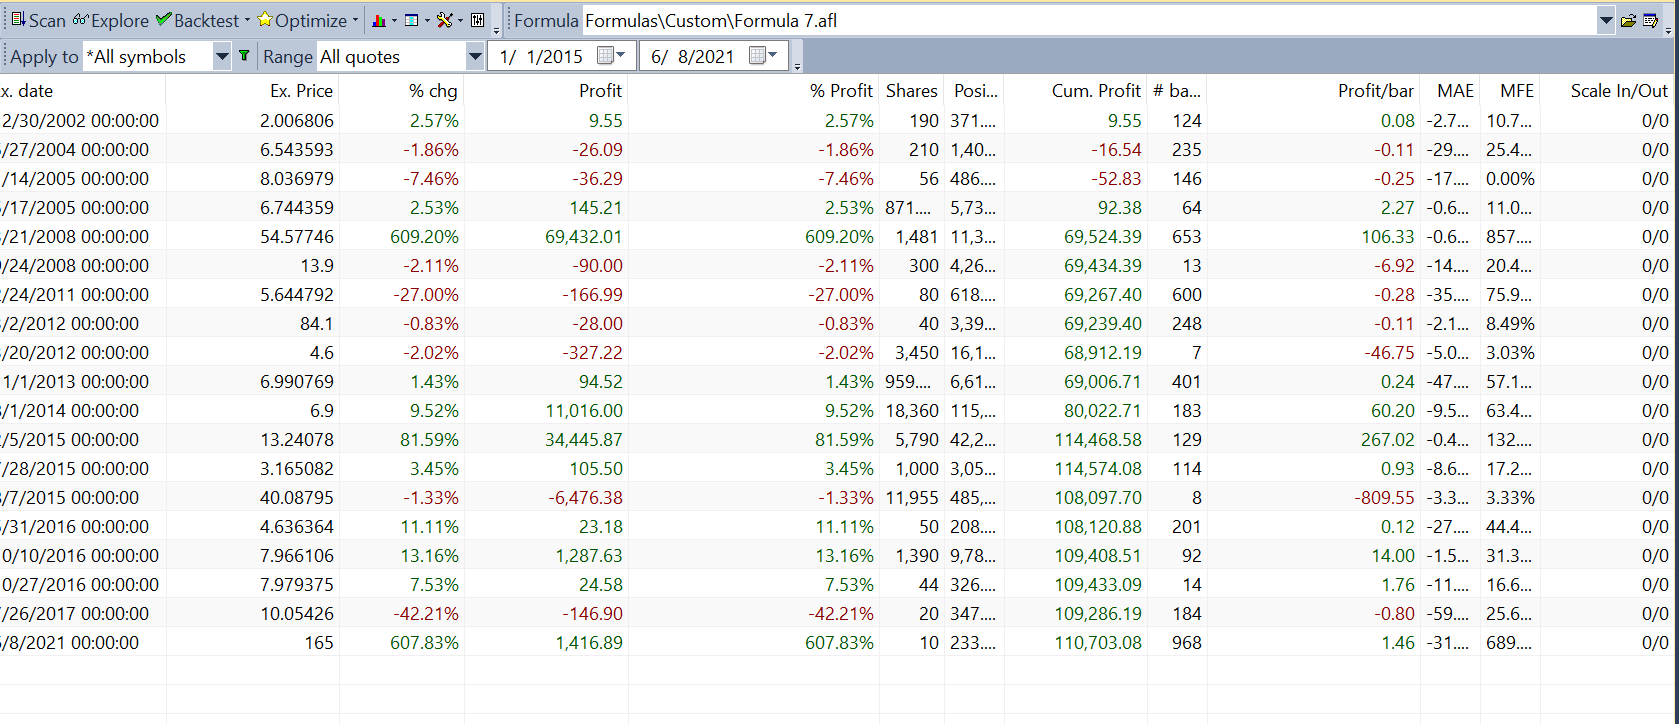 Scan Explore Backtest Optimize Formula Formulas\Custom\Formula 7.afl
Apply to *All symbols Range All quotes 1/ 1/2015 6/ 8/2021
x. date Ex. Price % chg Profit % Profit Shares Posi... Cum. Profit # ba... Profit/bar MAE MFE Scale In/Out
2/30/2002 00:00:00 2.006806 2.57% 9.55 2.57% 190 371.... 9.55 124 0.08 -2.7... 10.7... 0/0
/27/2004 00:00:00 6.543593 -1.86% -26.09 -1.86% 210 1,40... -16.54 235 -0.11 -29.... 25.4... 0/0
/14/2005 00:00:00 8.036979 -7.46% -36.29 -7.46% 56 486.... -52.83 146 -0.25 -17.... 0.00% 0/0
/17/2005 00:00:00 6.744359 2.53% 145.21 2.53% 871.... 5,73... 92.38 64 2.27 -0.6... 11.0... 0/0
/21/2008 00:00:00 54.57746 609.20% 69,432.01 609.20% 1,481 11,3... 69,524.39 653 106.33 -0.6... 857.... 0/0
/24/2008 00:00:00 13.9 -2.11% -90.00 -2.11% 300 4,26... 69,434.39 13 -6.92 -14.... 20.4... 0/0
/24/2011 00:00:00 5.644792 -27.00% -166.99 -27.00% 80 618.... 69,267.40 600 -0.28 -35.... 75.9... 0/0
/2/2012 00:00:00 84.1 -0.83% -28.00 -0.83% 40 3,39... 69,239.40 248 -0.11 -2.1... 8.49% 0/0
/20/2012 00:00:00 4.6 -2.02% -327.22 -2.02% 3,450 16,1... 68,912.19 7 -46.75 -5.0... 3.03% 0/0
1/1/2013 00:00:00 6.990769 1.43% 94.52 1.43% 959.... 6,61... 69,006.71 401 0.24 -47.... 57.1... 0/0
/1/2014 00:00:00 6.9 9.52% 11,016.00 9.52% 18,360 115,... 80,022.71 183 60.20 -9.5... 63.4... 0/0
/5/2015 00:00:00 13.24078 81.59% 34,445.87 81.59% 5,790 42,2... 114,468.58 129 267.02 -0.4... 132.... 0/0
/28/2015 00:00:00 3.165082 3.45% 105.50 3.45% 1,000 3,05... 114,574.08 114 0.93 -8.6... 17.2... 0/0
/7/2015 00:00:00 40.08795 -1.33% -6,476.38 -1.33% 11,955 485,... 108,097.70 8 -809.55 -3.3... 3.33% 0/0
/31/2016 00:00:00 4.636364 11.11% 23.18 11.11% 50 208.... 108,120.88 201 0.12 -27.... 44.4... 0/0
0/10/2016 00:00:00 7.966106 13.16% 1,287.63 13.16% 1,390 9,78... 109,408.51 92 14.00 -1.5... 31.3... 0/0
0/27/2016 00:00:00 7.979375 7.53% 24.58 7.53% 44 326.... 109,433.09 14 1.76 -11.... 16.6... 0/0
/26/2017 00:00:00 10.05426 -42.21% -146.90 -42.21% 20 347.... 109,286.19 184 -0.80 -59.... 25.6... 0/0
/8/2021 00:00:00 165 607.83% 1,416.89 607.83% 10 233.... 110,703.08 968 1.46 -31.... 689.... 0/0